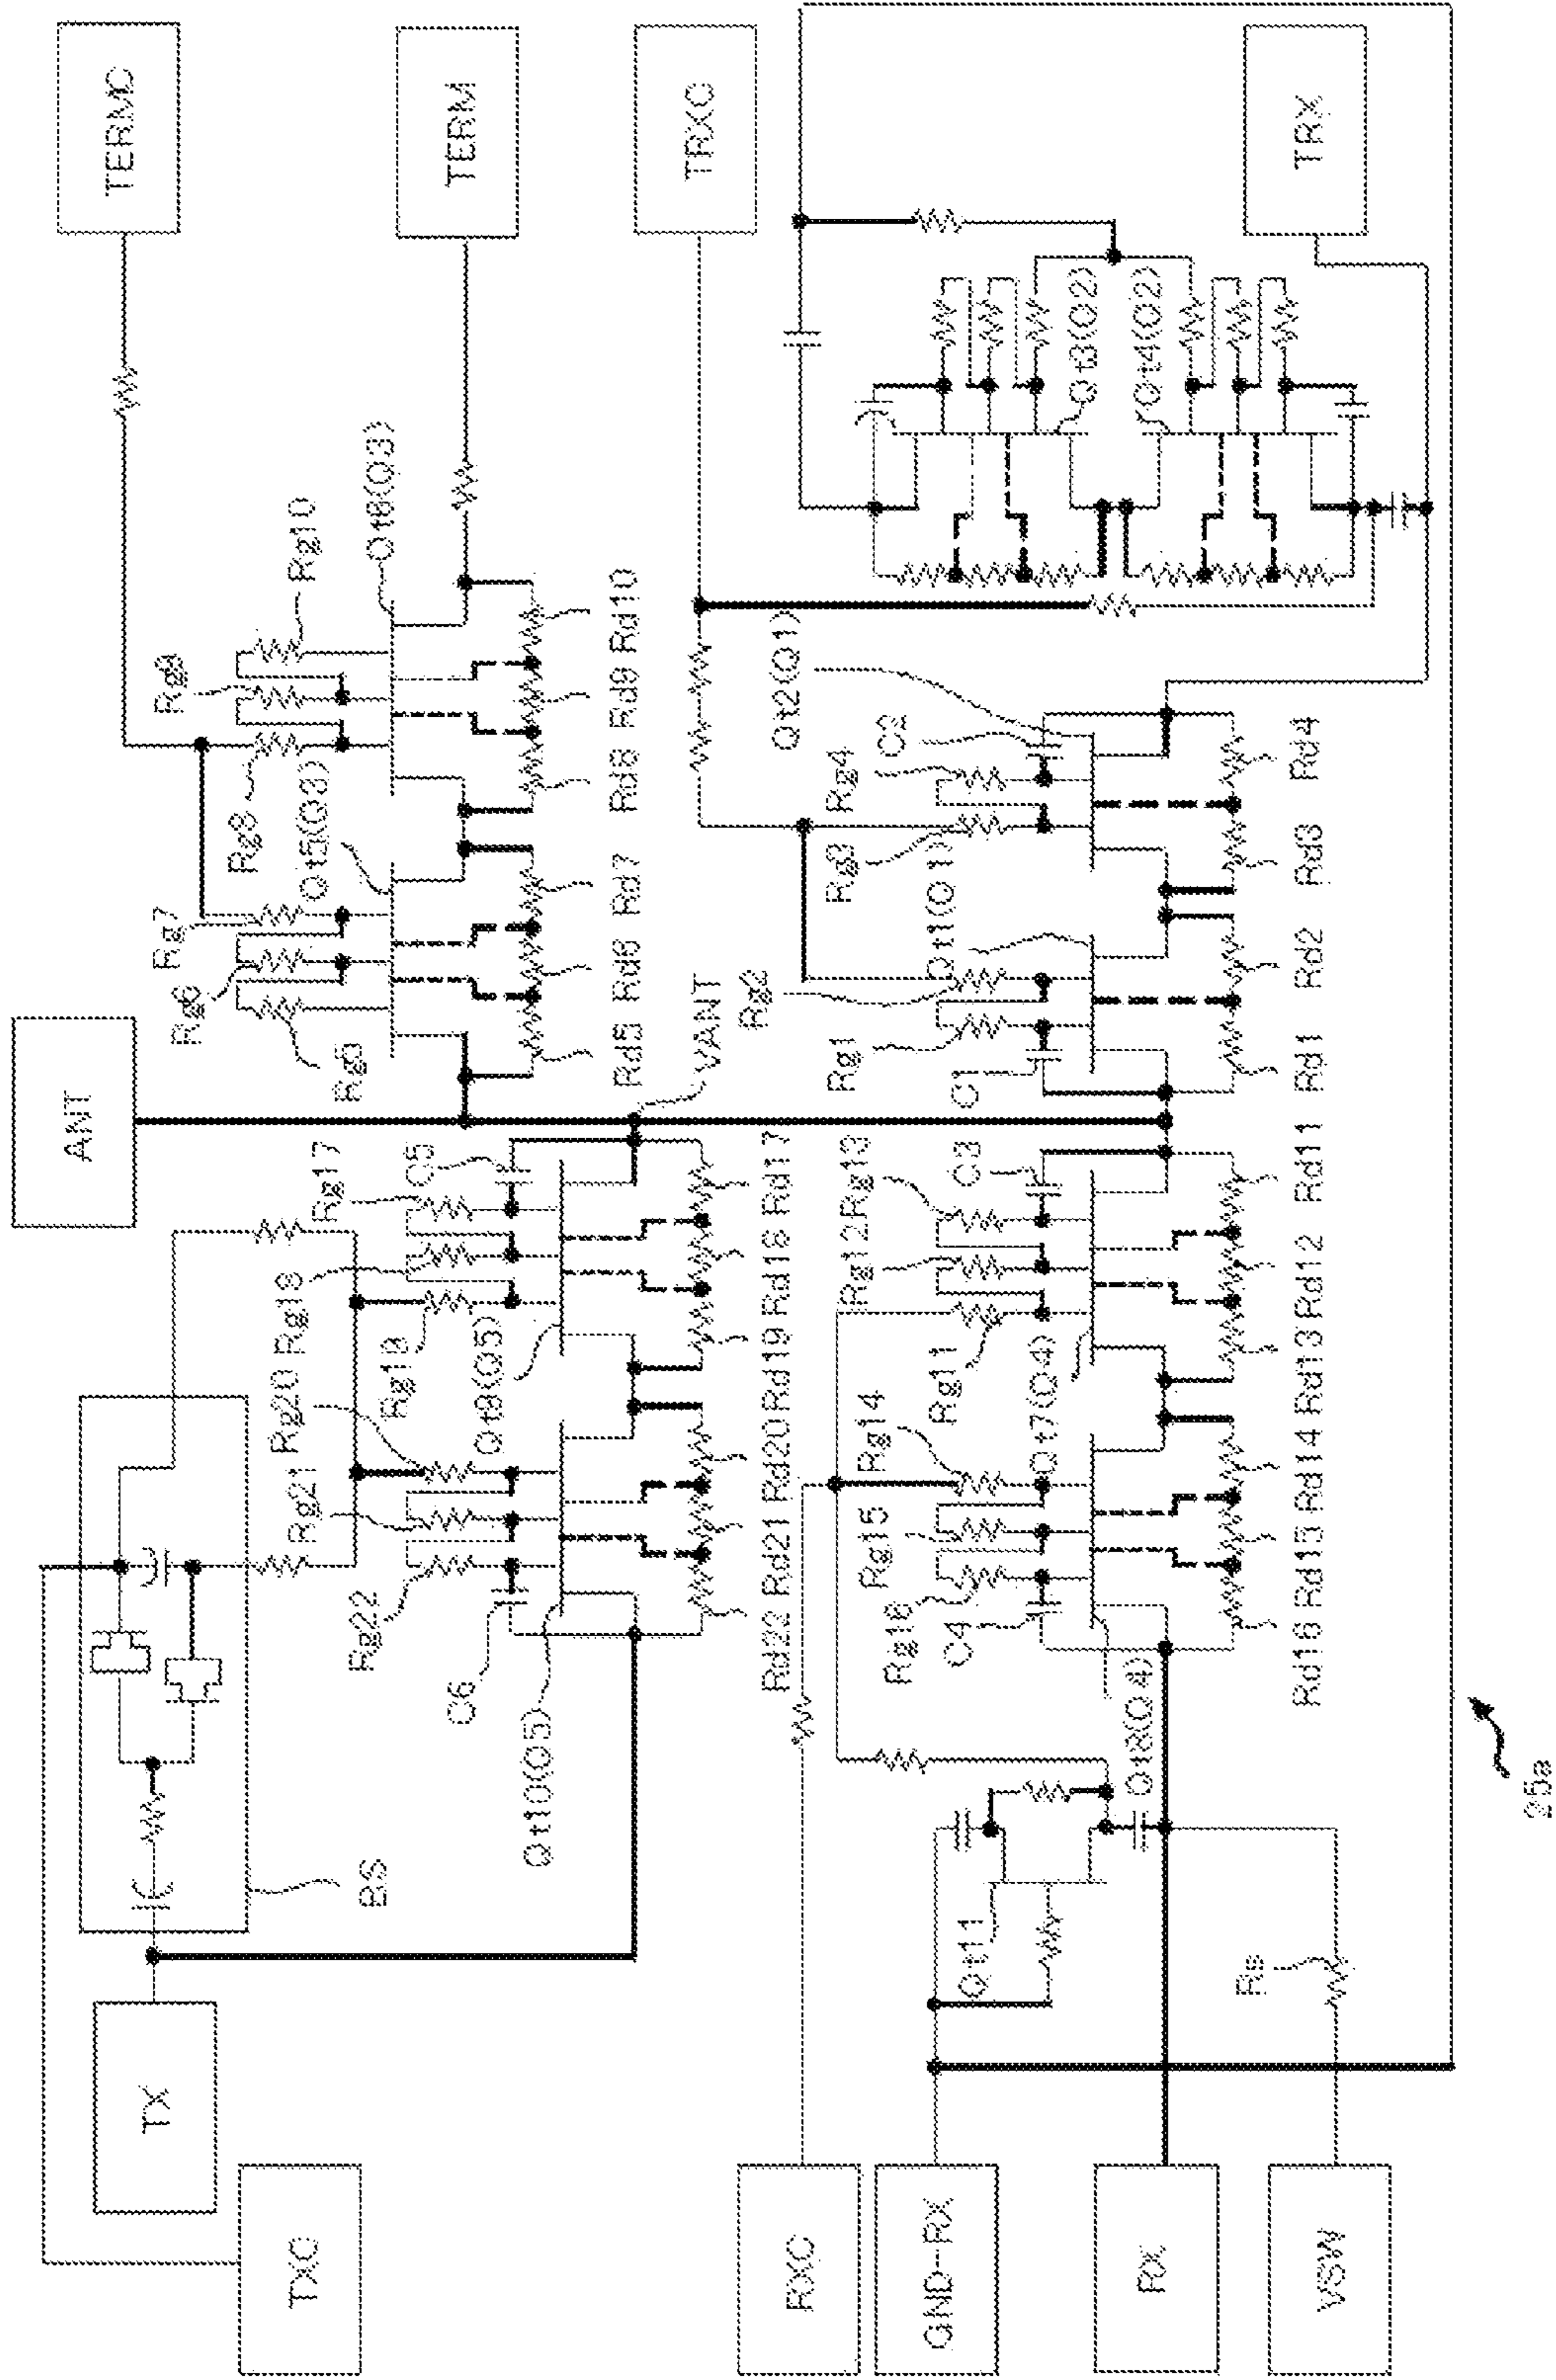 ANT
TX
TXC
BS
TERMC
TERM
TRXC
TRX
RXC
GND-RX
RX
VSW
VANT
Rg22
Rg21
Rg20
Rg18
Rg17
C6
C5
Qt10(Q5)
Rd22 Rd21 Rd20 Rd19 Rd18 Rd17
Rg5
Rg6
Rg7
Rg8
Rg9
Rg10
Qt5(Q3)
Qt6(Q3)
Rd5 Rd6 Rd7
Rd8 Rd9 Rd10
Rg16
Rg15
Rg14
Rg11
Rg12 Rg13
C4
C3
Qt7(Q4)
Qt8(Q4)
Rd16 Rd15 Rd14 Rd13 Rd12 Rd11
Rg1
Rg2
Rg3
Rg4
C1
C2
Qt1(Q1)
Qt2(Q1)
Rd1 Rd2 Rd3 Rd4
Qt3(Q2)
Qt4(Q2)
Qt11
Rs
25a